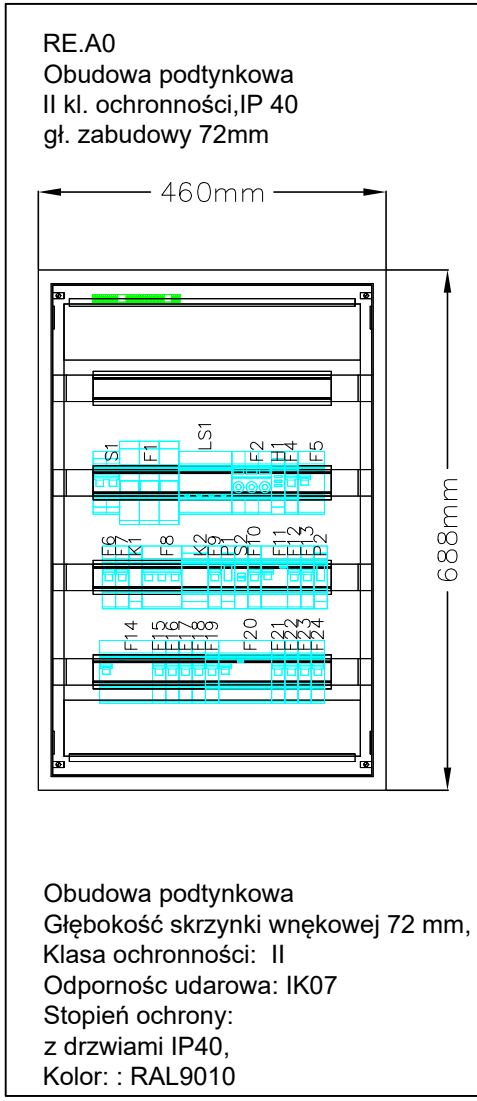 RE.A0
Obudowa podtynkowa
II kl. ochronności,IP 40
gł. zabudowy 72mm
460mm
S1 F1 LS1 F2 H1 F4 F5
688mm
F6 F7 K1 F8 K2 F9 P1 S2 F10 F11 F12 F13 P2
F14 F15 F16 F17 F18 F19 F20 F21 F22 F23 F24
Obudowa podtynkowa
Głębokość skrzynki wnękowej 72 mm,
Klasa ochronności: II
Odpornośc udarowa: IK07
Stopień ochrony:
z drzwiami IP40,
Kolor: : RAL9010